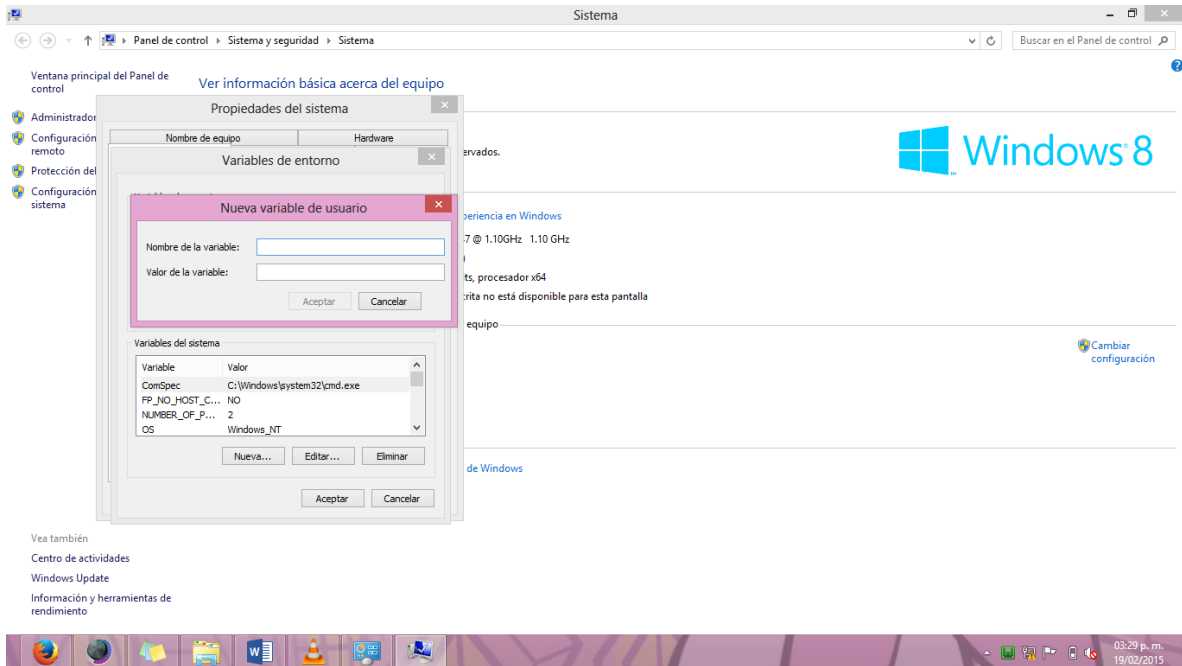 Sistema
Panel de control
Sistema y seguridad
Sistema
Buscar en el Panel de control
Ventana principal del Panel de control
Ver información básica acerca del equipo
Administrador
Configuración remoto
Protección del
Configuración sistema
Propiedades del sistema
Nombre de equipo
Hardware
Variables de entorno
ervados.
Windows 8
Nueva variable de usuario
periencia en Windows
7 @ 1.10GHz 1.10 GHz
Nombre de la variable:
Valor de la variable:
ts, procesador x64
Aceptar
Cancelar
crita no está disponible para esta pantalla
equipo
Variables del sistema
Cambiar configuración
Variable Valor
ComSpec C:\Windows\system32\cmd.exe
FP_NO_HOST_C... NO
NUMBER_OF_P... 2
OS Windows_NT
Nueva...
Editar...
Eliminar
de Windows
Aceptar
Cancelar
Vea también
Centro de actividades
Windows Update
Información y herramientas de rendimiento
03:29 p. m.
19/02/2015